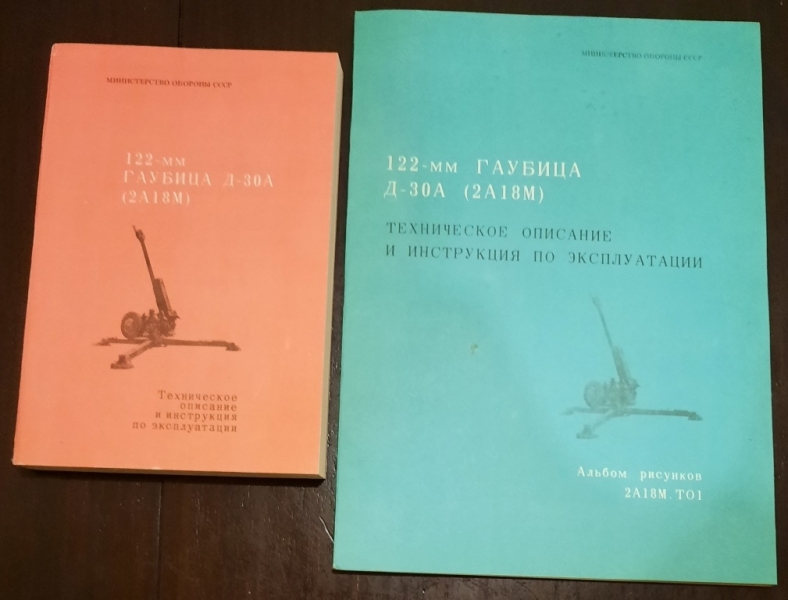 МИНИСТЕРСТВО ОБОРОНЫ СССР
122-мм
ГАУБИЦА Д-30А
(2А18М)
Техническое
описание
и инструкция
по эксплуатации
МИНИСТЕРСТВО ОБОРОНЫ СССР
122-мм ГАУБИЦА
Д-30А (2А18М)
ТЕХНИЧЕСКОЕ ОПИСАНИЕ
И ИНСТРУКЦИЯ ПО ЭКСПЛУАТАЦИИ
Альбом рисунков
2А18М.ТО1